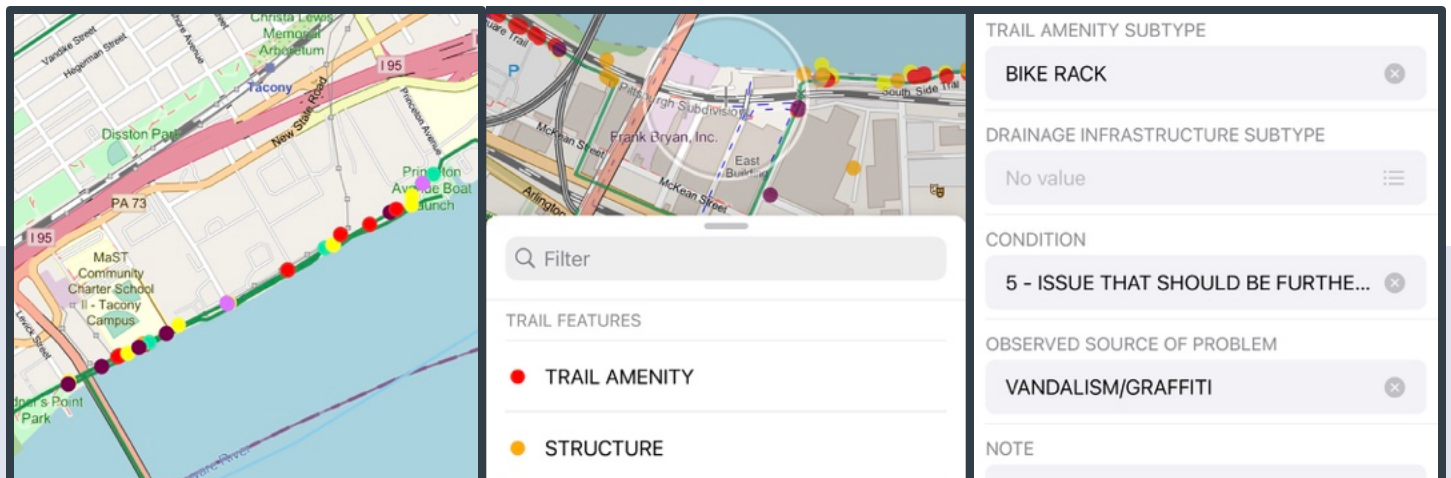 Christa Lewis
Memorial
Arboretum
Vandike Street
Hegerman Street
Avenue
I 95
Tacony
New State Road
Princeton Avenue
Disston Park
PA 73
Princeton
Avenue Boat
Launch
I 95
MaST
Community
Charter School
II - Tacony
Campus
Levick Street
Point
Park
River
Trail
P
Pittsburgh Subdivision
South Side Trail
McKean Street
Frank Bryan, Inc.
East
Building
McKean Street
Arlington
Filter
TRAIL FEATURES
TRAIL AMENITY
STRUCTURE
TRAIL AMENITY SUBTYPE
BIKE RACK
DRAINAGE INFRASTRUCTURE SUBTYPE
No value
CONDITION
5 - ISSUE THAT SHOULD BE FURTHE...
OBSERVED SOURCE OF PROBLEM
VANDALISM/GRAFFITI
NOTE